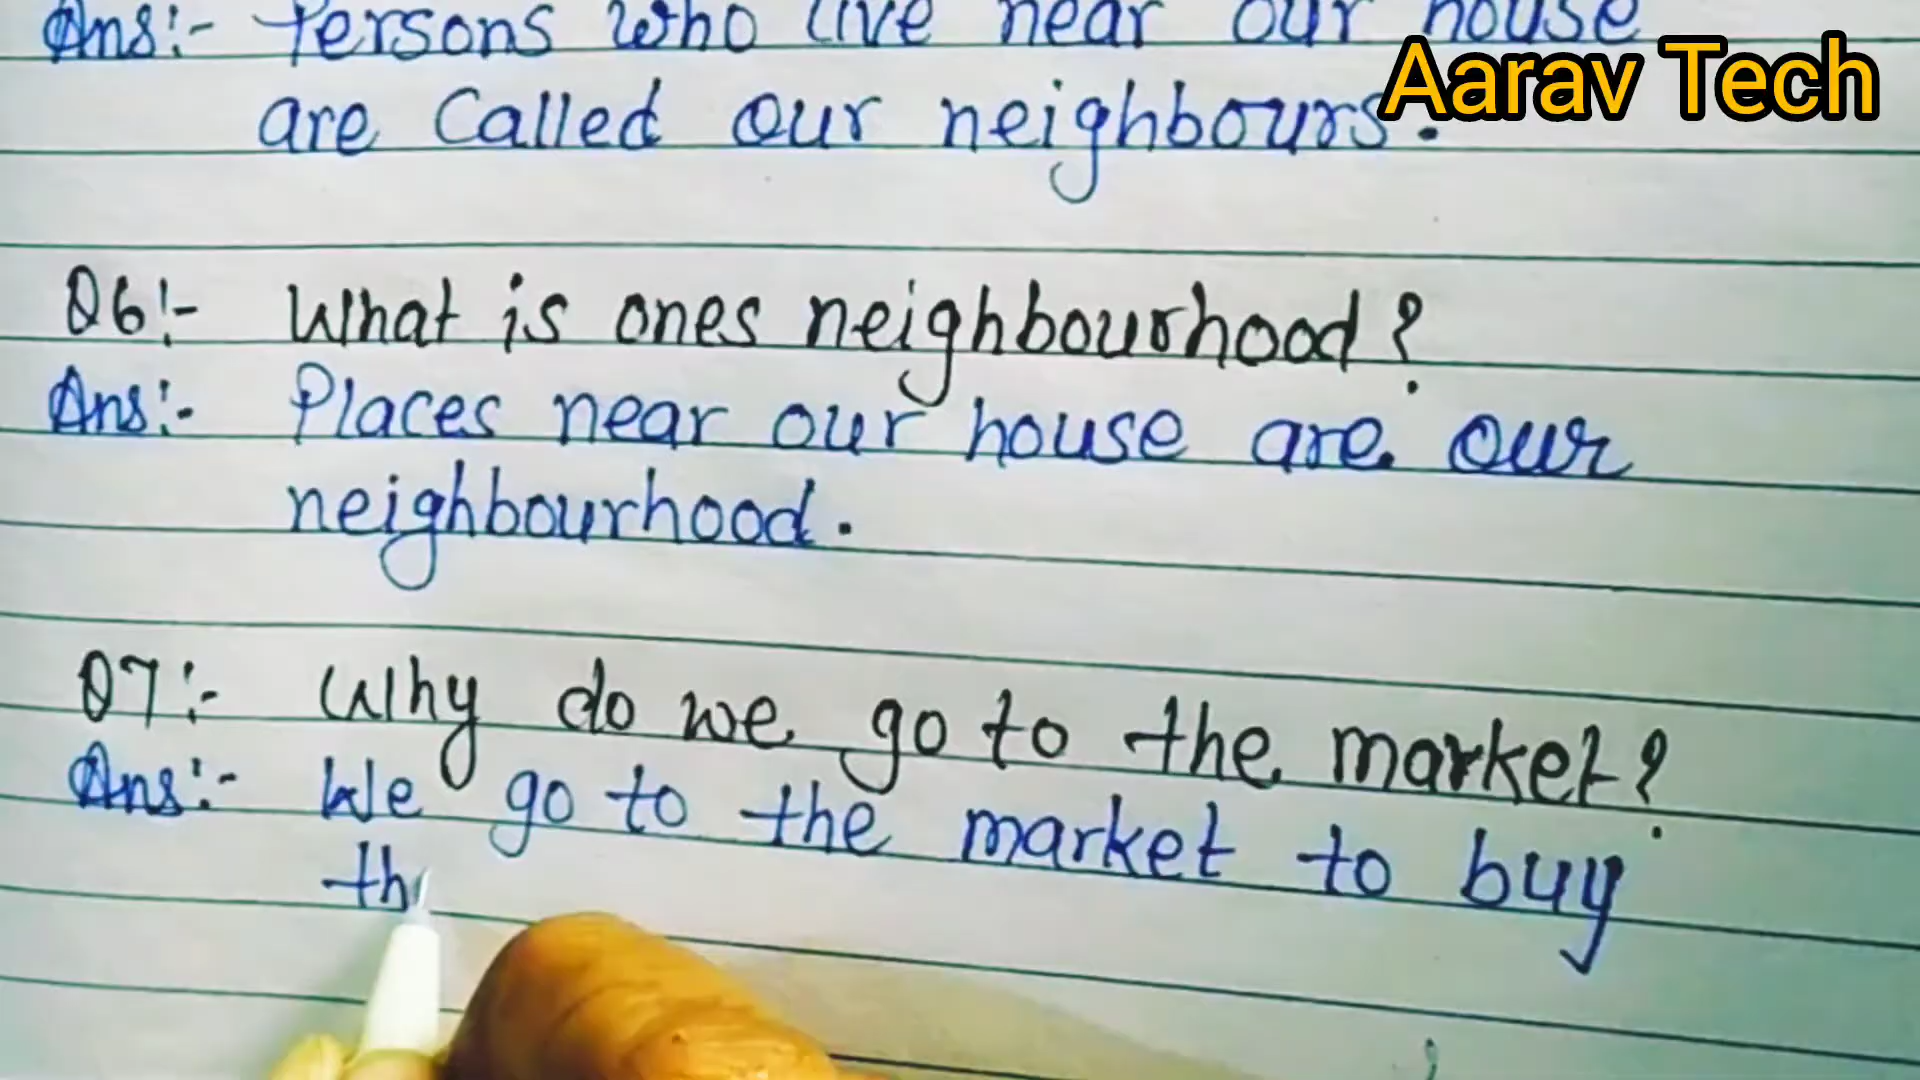 Ans:- Persons who live near our house
Aarav Tech
are Called our neighbours.
Q6:- What is ones neighbourhood?
Ans:- Places near our house are our
neighbourhood.
Q7:- Why do we go to the market?
Ans:- We go to the market to buy
th